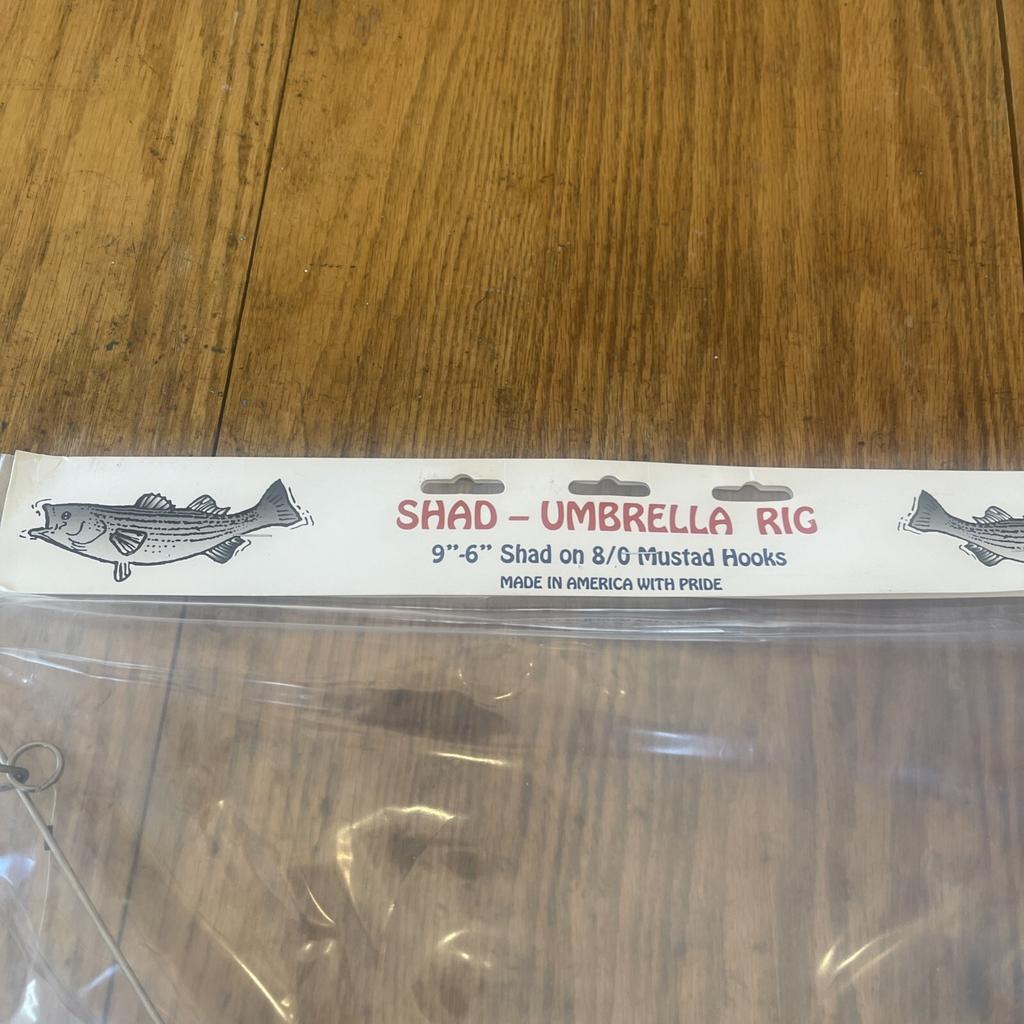 SHAD – UMBRELLA RIG
9”-6” Shad on 8/0 Mustad Hooks
MADE IN AMERICA WITH PRIDE